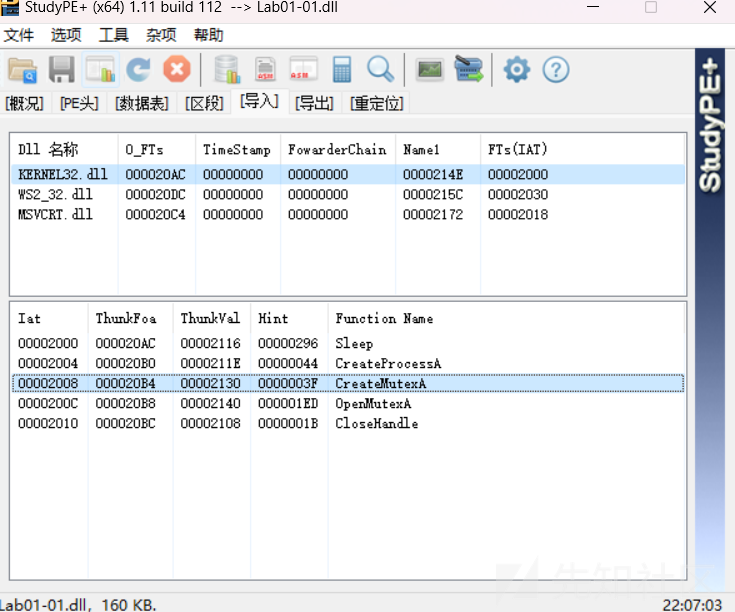 StudyPE+ (x64) 1.11 build 112 --> Lab01-01.dll
文件 选项 工具 杂项 帮助
[概况] [PE头] [数据表] [区段] [导入] [导出] [重定位]
StudyPE+
Dll 名称 O_FTs TimeStamp FowarderChain Name1 FTs(IAT)
KERNEL32.dll 000020AC 00000000 00000000 0000214E 00002000
WS2_32.dll 000020DC 00000000 00000000 0000215C 00002030
MSVCRT.dll 000020C4 00000000 00000000 00002172 00002018
Iat ThunkFoa ThunkVal Hint Function Name
00002000 000020AC 00002116 00000296 Sleep
00002004 000020B0 0000211E 00000044 CreateProcessA
00002008 000020B4 00002130 0000003F CreateMutexA
0000200C 000020B8 00002140 000001ED OpenMutexA
00002010 000020BC 00002108 0000001B CloseHandle
先知社区
Lab01-01.dll, 160 KB. 22:07:03